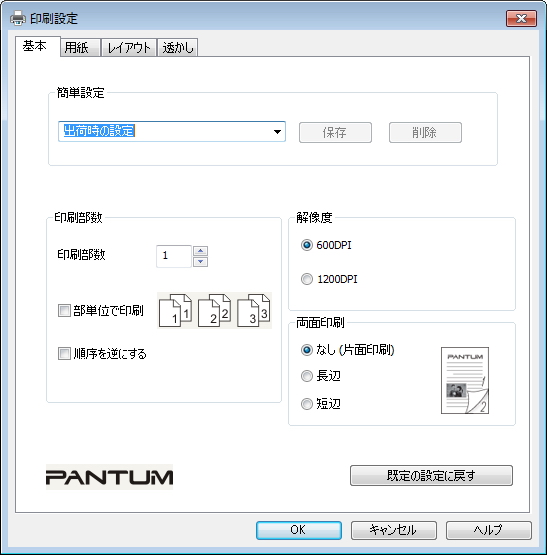 印刷設定
基本 用紙 レイアウト 透かし
簡単設定
出荷時の設定 保存 削除
印刷部数
印刷部数 1
部単位で印刷 1 1 2 2 3 3
順序を逆にする
解像度
600DPI
1200DPI
両面印刷
なし (片面印刷)
長辺
短辺
PANTUM
1
2
PANTUM 既定の設定に戻す
OK キャンセル ヘルプ